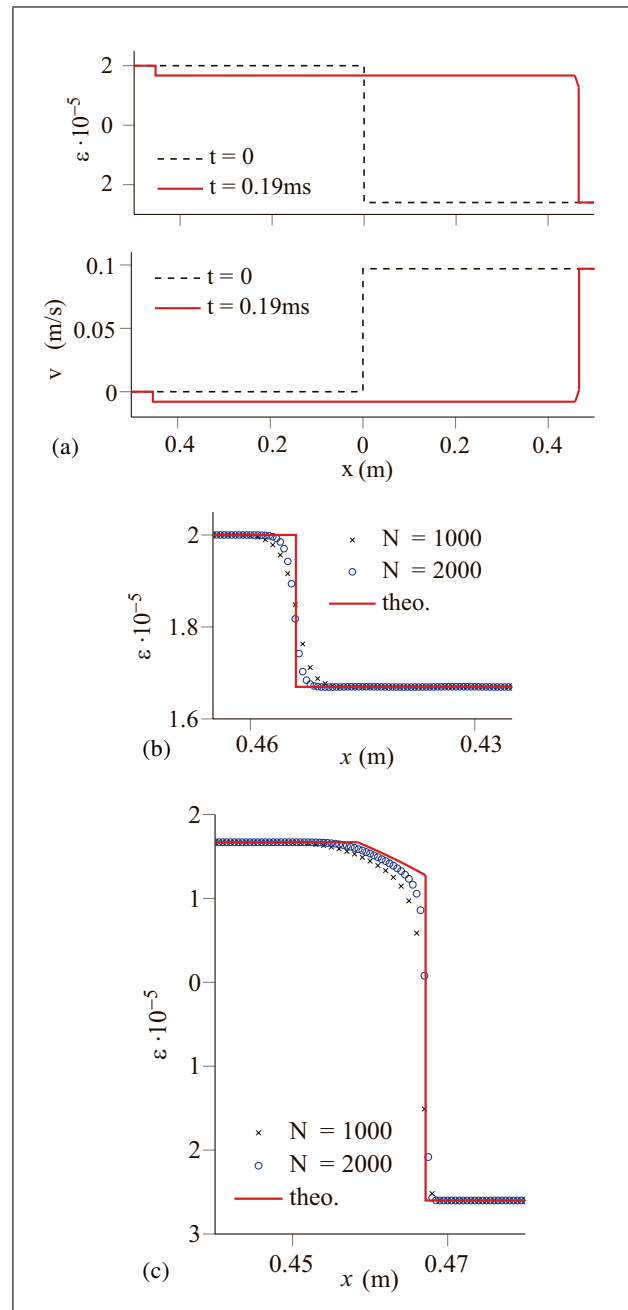 2
0
2
ε ·10⁻⁵
t = 0
t = 0.19ms
0.1
0.05
0
v (m/s)
t = 0
t = 0.19ms
0.4 0.2 0 0.2 0.4
x (m)
(a)
2
1.8
1.6
ε ·10⁻⁵
N = 1000
N = 2000
theo.
0.46 0.43
x (m)
(b)
2
1
0
1
2
3
ε ·10⁻⁵
N = 1000
N = 2000
theo.
0.45 0.47
x (m)
(c)